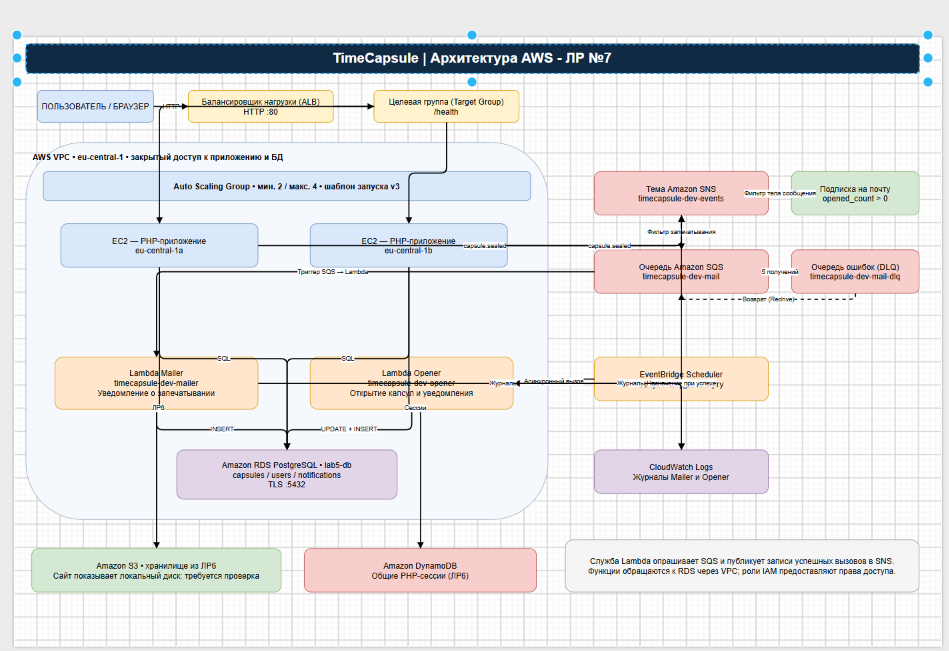 TimeCapsule | Архитектура AWS - ЛР №7
ПОЛЬЗОВАТЕЛЬ / БРАУЗЕР
HTTP
Балансировщик нагрузки (ALB)
HTTP :80
Целевая группа (Target Group)
/health
AWS VPC • eu-central-1 • закрытый доступ к приложению и БД
Auto Scaling Group • мин. 2 / макс. 4 • шаблон запуска v3
Тема Amazon SNS
timecapsule-dev-events
Фильтр тела сообщения
Подписка на почту
opened_count > 0
EC2 — PHP-приложение
eu-central-1a
EC2 — PHP-приложение
eu-central-1b
capsule.sealed
capsule.sealed
Фильтр запечатывания
Триггер SQS → Lambda
Очередь Amazon SQS
timecapsule-dev-mail
5 получений
Очередь ошибок (DLQ)
timecapsule-dev-mail-dlq
Возврат (Redrive)
SQL
SQL
Lambda Mailer
timecapsule-dev-mailer
Уведомление о запечатывании
Lambda Opener
timecapsule-dev-opener
Открытие капсул и уведомления
Журналы
Асинхронный вызов
EventBridge Scheduler
Журналы
Назначение при успехе
ЛР6
Сессии
INSERT
UPDATE + INSERT
Amazon RDS PostgreSQL • lab5-db
capsules / users / notifications
TLS :5432
CloudWatch Logs
Журналы Mailer и Opener
Amazon S3 • хранилище из ЛР6
Сайт показывает локальный диск: требуется проверка
Amazon DynamoDB
Общие PHP-сессии (ЛР6)
Служба Lambda опрашивает SQS и публикует записи успешных вызовов в SNS.
Функции обращаются к RDS через VPC; роли IAM предоставляют права доступа.